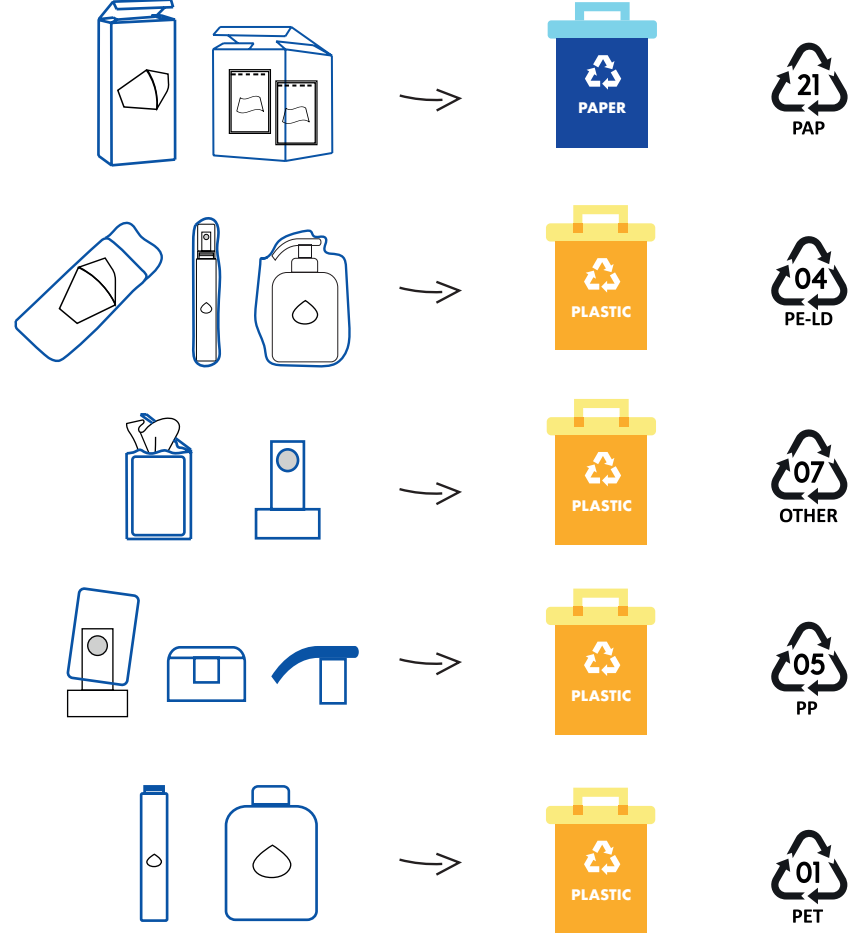 PAPER
21
PAP
PLASTIC
04
PE-LD
PLASTIC
07
OTHER
PLASTIC
05
PP
PLASTIC
01
PET